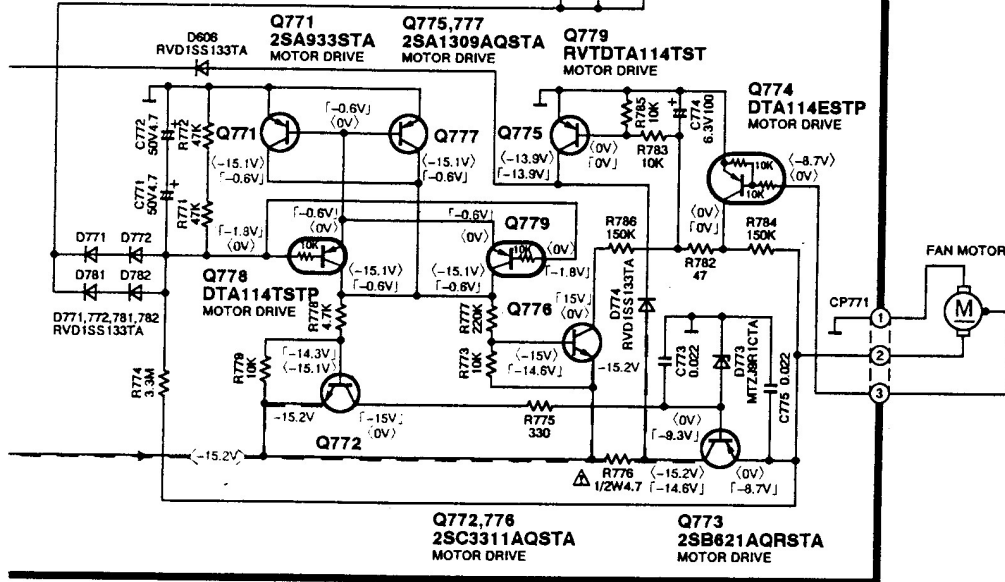 Q771
2SA933STA
MOTOR DRIVE
Q775,777
2SA1309AQSTA
MOTOR DRIVE
Q779
RVTDTA114TST
MOTOR DRIVE
Q774
DTA114ESTP
MOTOR DRIVE
D606
RVD1SS133TA
C772
50V4.7
R772
47K
Q771
「-0.6V」
〈0V〉
Q777
Q775
R785
10K
C774
6.3V100
R783
10K
〈0V〉
「0V」
10K
10K
〈-8.7V〉
〈0V〉
〈-15.1V〉
「-0.6V」
〈-15.1V〉
「-0.6V」
〈-13.9V〉
「-13.9V」
C771
50V4.7
R771
47K
「-1.8V」
〈0V〉
「-0.6V」
〈0V〉
「-0.6V」
〈0V〉
Q779
〈0V〉
「-1.8V」
R786
150K
〈0V〉
「0V」
R784
150K
R782
47
D771
D772
D781
D782
D771,772,781,782
RVD1SS133TA
10K
10K
Q778
DTA114TSTP
MOTOR DRIVE
〈-15.1V〉
「-0.6V」
〈-15.1V〉
「-0.6V」
R778
4.7K
R777
220K
Q776
「15V」
〈0V〉
D774
RVD1SS133TA
FAN MOTOR
M
CP771
1
2
3
R774
3.3M
R779
10K
「-14.3V」
〈-15.1V〉
R773
10K
〈-15V〉
「-14.6V」
-15.2V
C773
0.022
D773
MTZJ9R1CTA
C775
0.022
-15.2V
「-15V」
〈0V〉
Q772
R775
330
〈0V〉
「-9.3V」
〈-15.2V〉
R776
1/2W4.7
〈-15.2V〉
「-14.6V」
〈0V〉
「-8.7V」
Q772,776
2SC3311AQSTA
MOTOR DRIVE
Q773
2SB621AQRSTA
MOTOR DRIVE